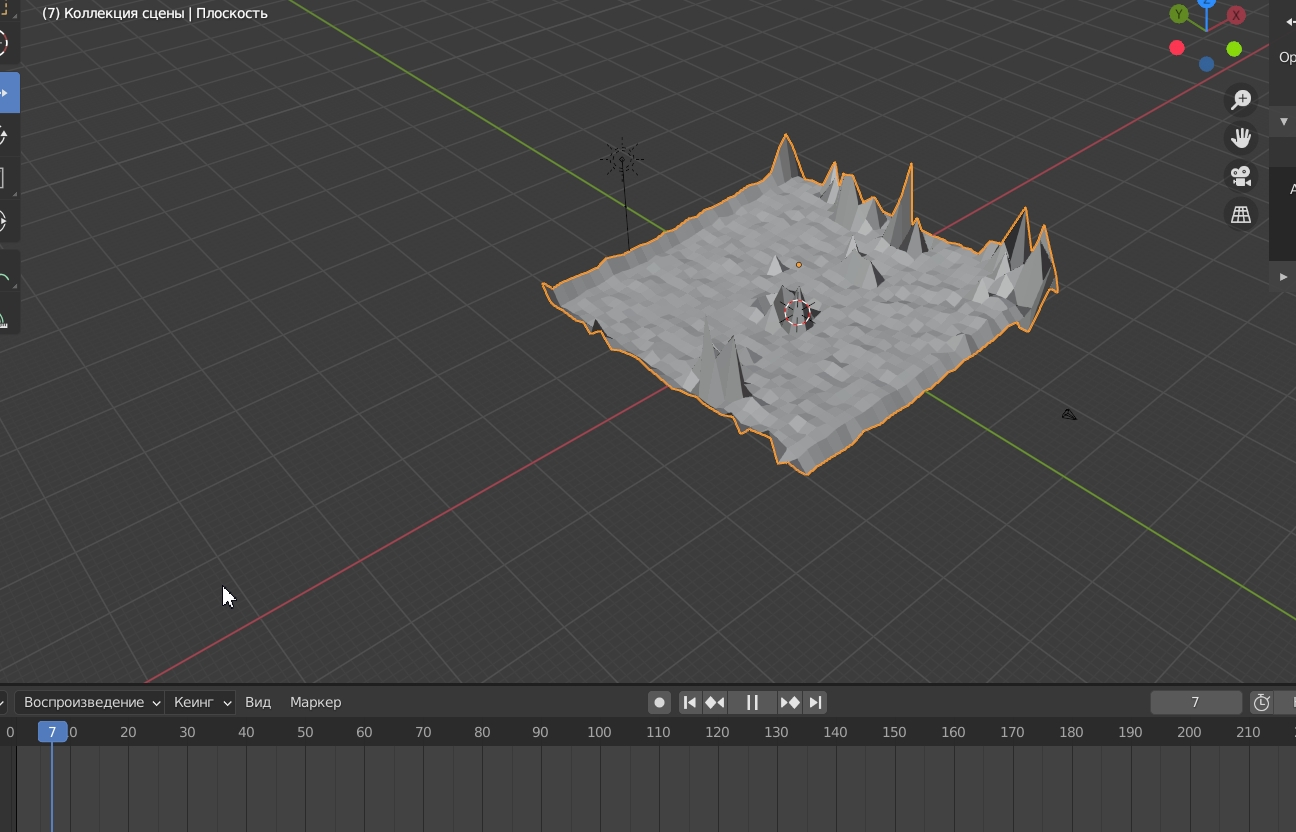 (7) Коллекция сцены | Плоскость
Y
Z
X
Ор
Воспроизведение Кеинг Вид Маркер
7
0 7 0 20 30 40 50 60 70 80 90 100 110 120 130 140 150 160 170 180 190 200 210